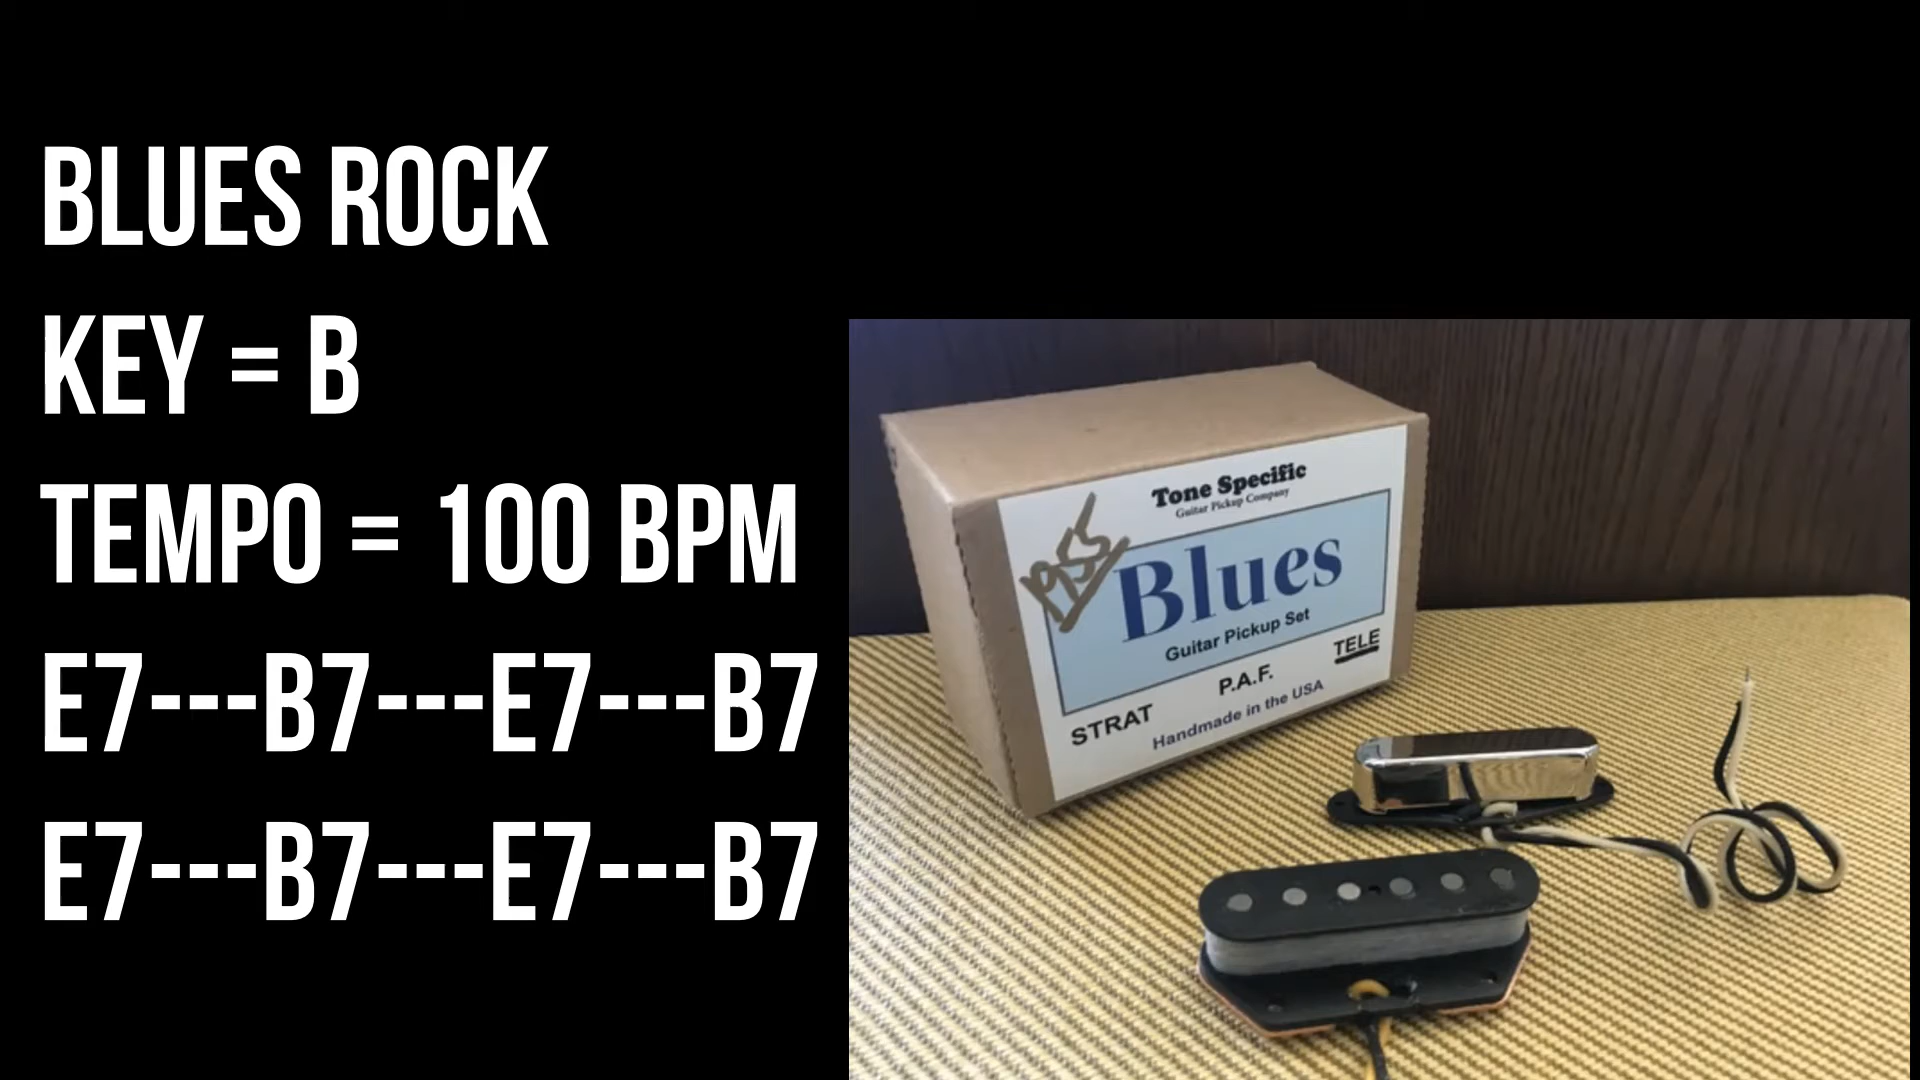 BLUES ROCK
KEY = B
TEMPO = 100 BPM
E7---B7---E7---B7
E7---B7---E7---B7
Tone Specific
Guitar Pickup Company
Blues
Guitar Pickup Set
STRAT P.A.F. TELE
Handmade in the USA